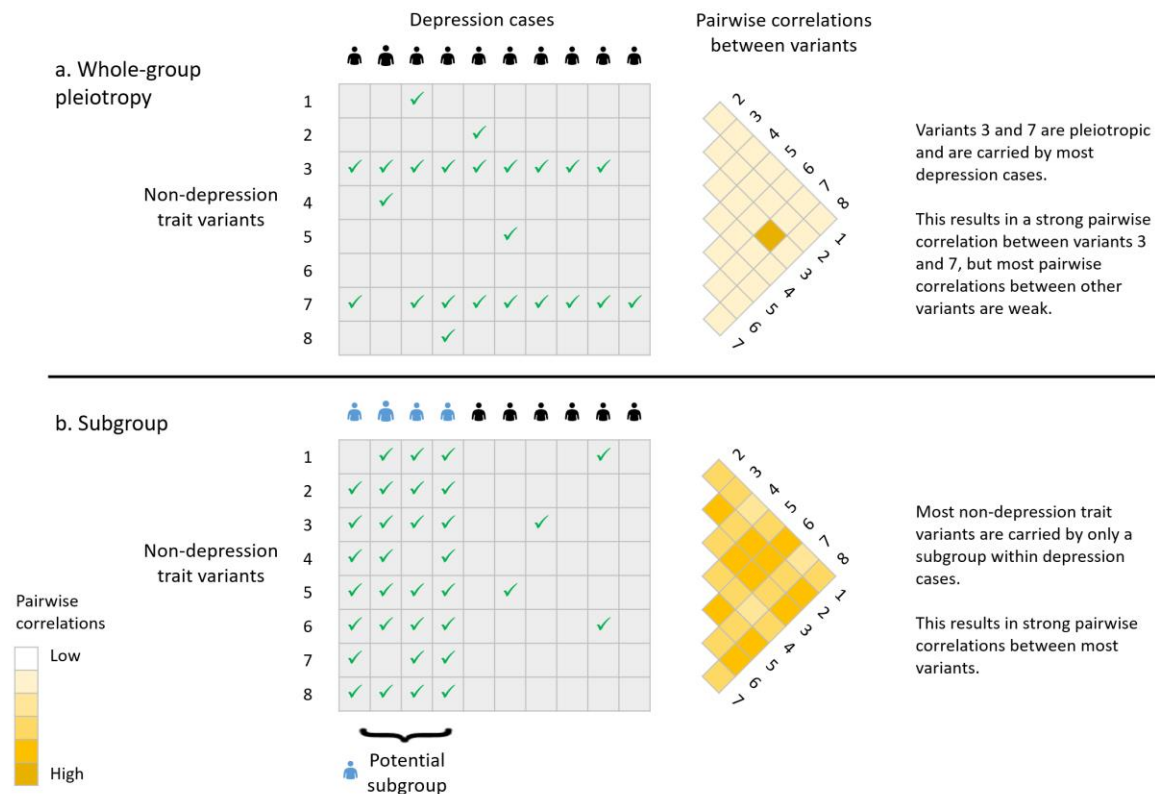 Depression cases
Pairwise correlations
between variants
a. Whole-group
pleiotropy
Non-depression
trait variants
1
2
3
4
5
6
7
8
2
3
4
5
6
7
8
1
2
3
4
5
6
7
Variants 3 and 7 are pleiotropic
and are carried by most
depression cases.
This results in a strong pairwise
correlation between variants 3
and 7, but most pairwise
correlations between other
variants are weak.
b. Subgroup
Non-depression
trait variants
1
2
3
4
5
6
7
8
2
3
4
5
6
7
8
1
2
3
4
5
6
7
Most non-depression trait
variants are carried by only a
subgroup within depression
cases.
This results in strong pairwise
correlations between most
variants.
Pairwise
correlations
Low
High
Potential
subgroup